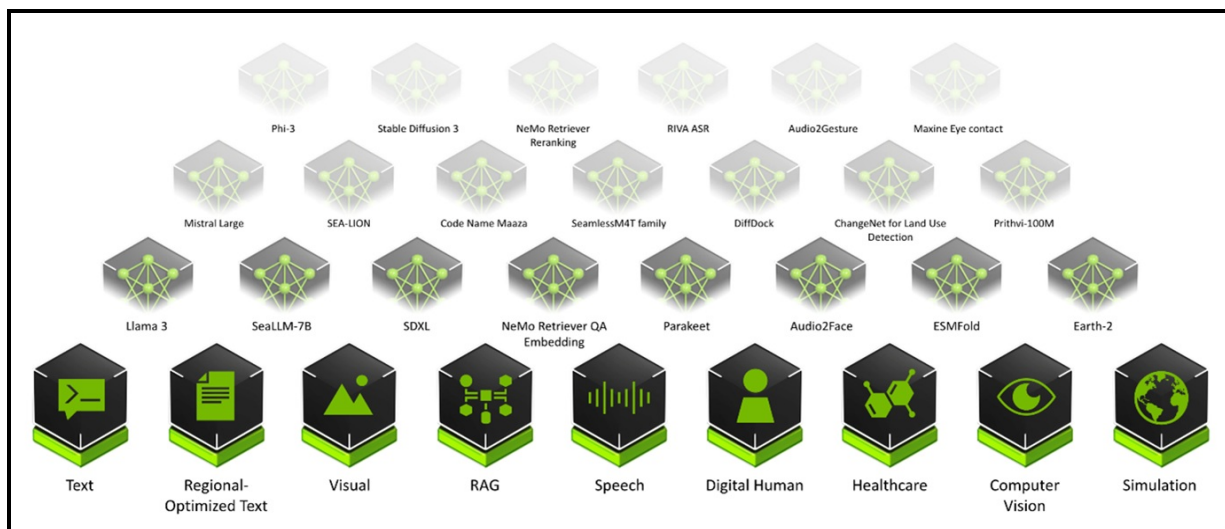 Phi-3
Stable Diffusion 3
NeMo Retriever
Reranking
RIVA ASR
Audio2Gesture
Maxine Eye contact
Mistral Large
SEA-LION
Code Name Maaza
SeamlessM4T family
DiffDock
ChangeNet for Land Use
Detection
Prithvi-100M
Llama 3
SeaLLM-7B
SDXL
NeMo Retriever QA
Embedding
Parakeet
Audio2Face
ESMFold
Earth-2
Text
Regional-
Optimized Text
Visual
RAG
Speech
Digital Human
Healthcare
Computer
Vision
Simulation